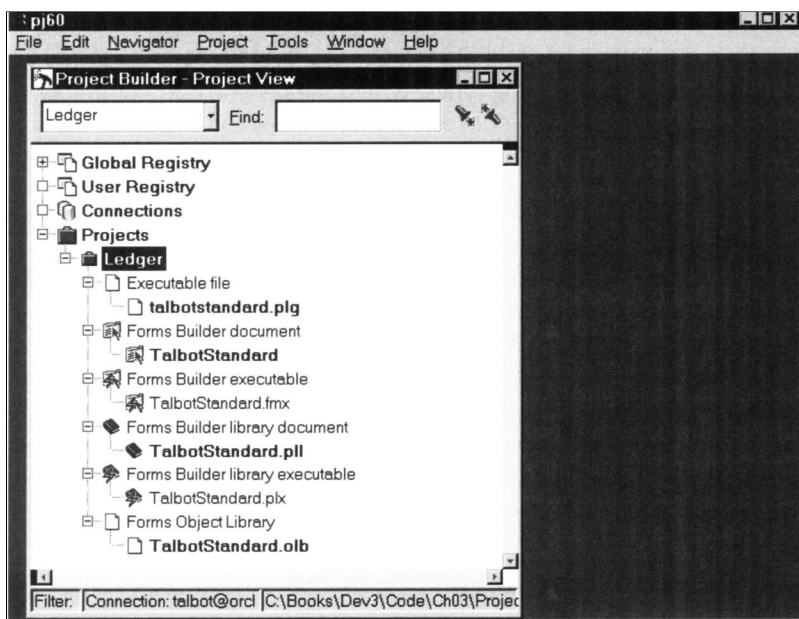 pj60
File Edit Navigator Project Tools Window Help
Project Builder - Project View
Ledger Find:
Global Registry
User Registry
Connections
Projects
Ledger
Executable file
talbotstandard.plg
Forms Builder document
TalbotStandard
Forms Builder executable
TalbotStandard.fmx
Forms Builder library document
TalbotStandard.pll
Forms Builder library executable
TalbotStandard.plx
Forms Object Library
TalbotStandard.olb
Filter: Connection: talbot@orcl C:\Books\Dev3\Code\Ch03\Projec